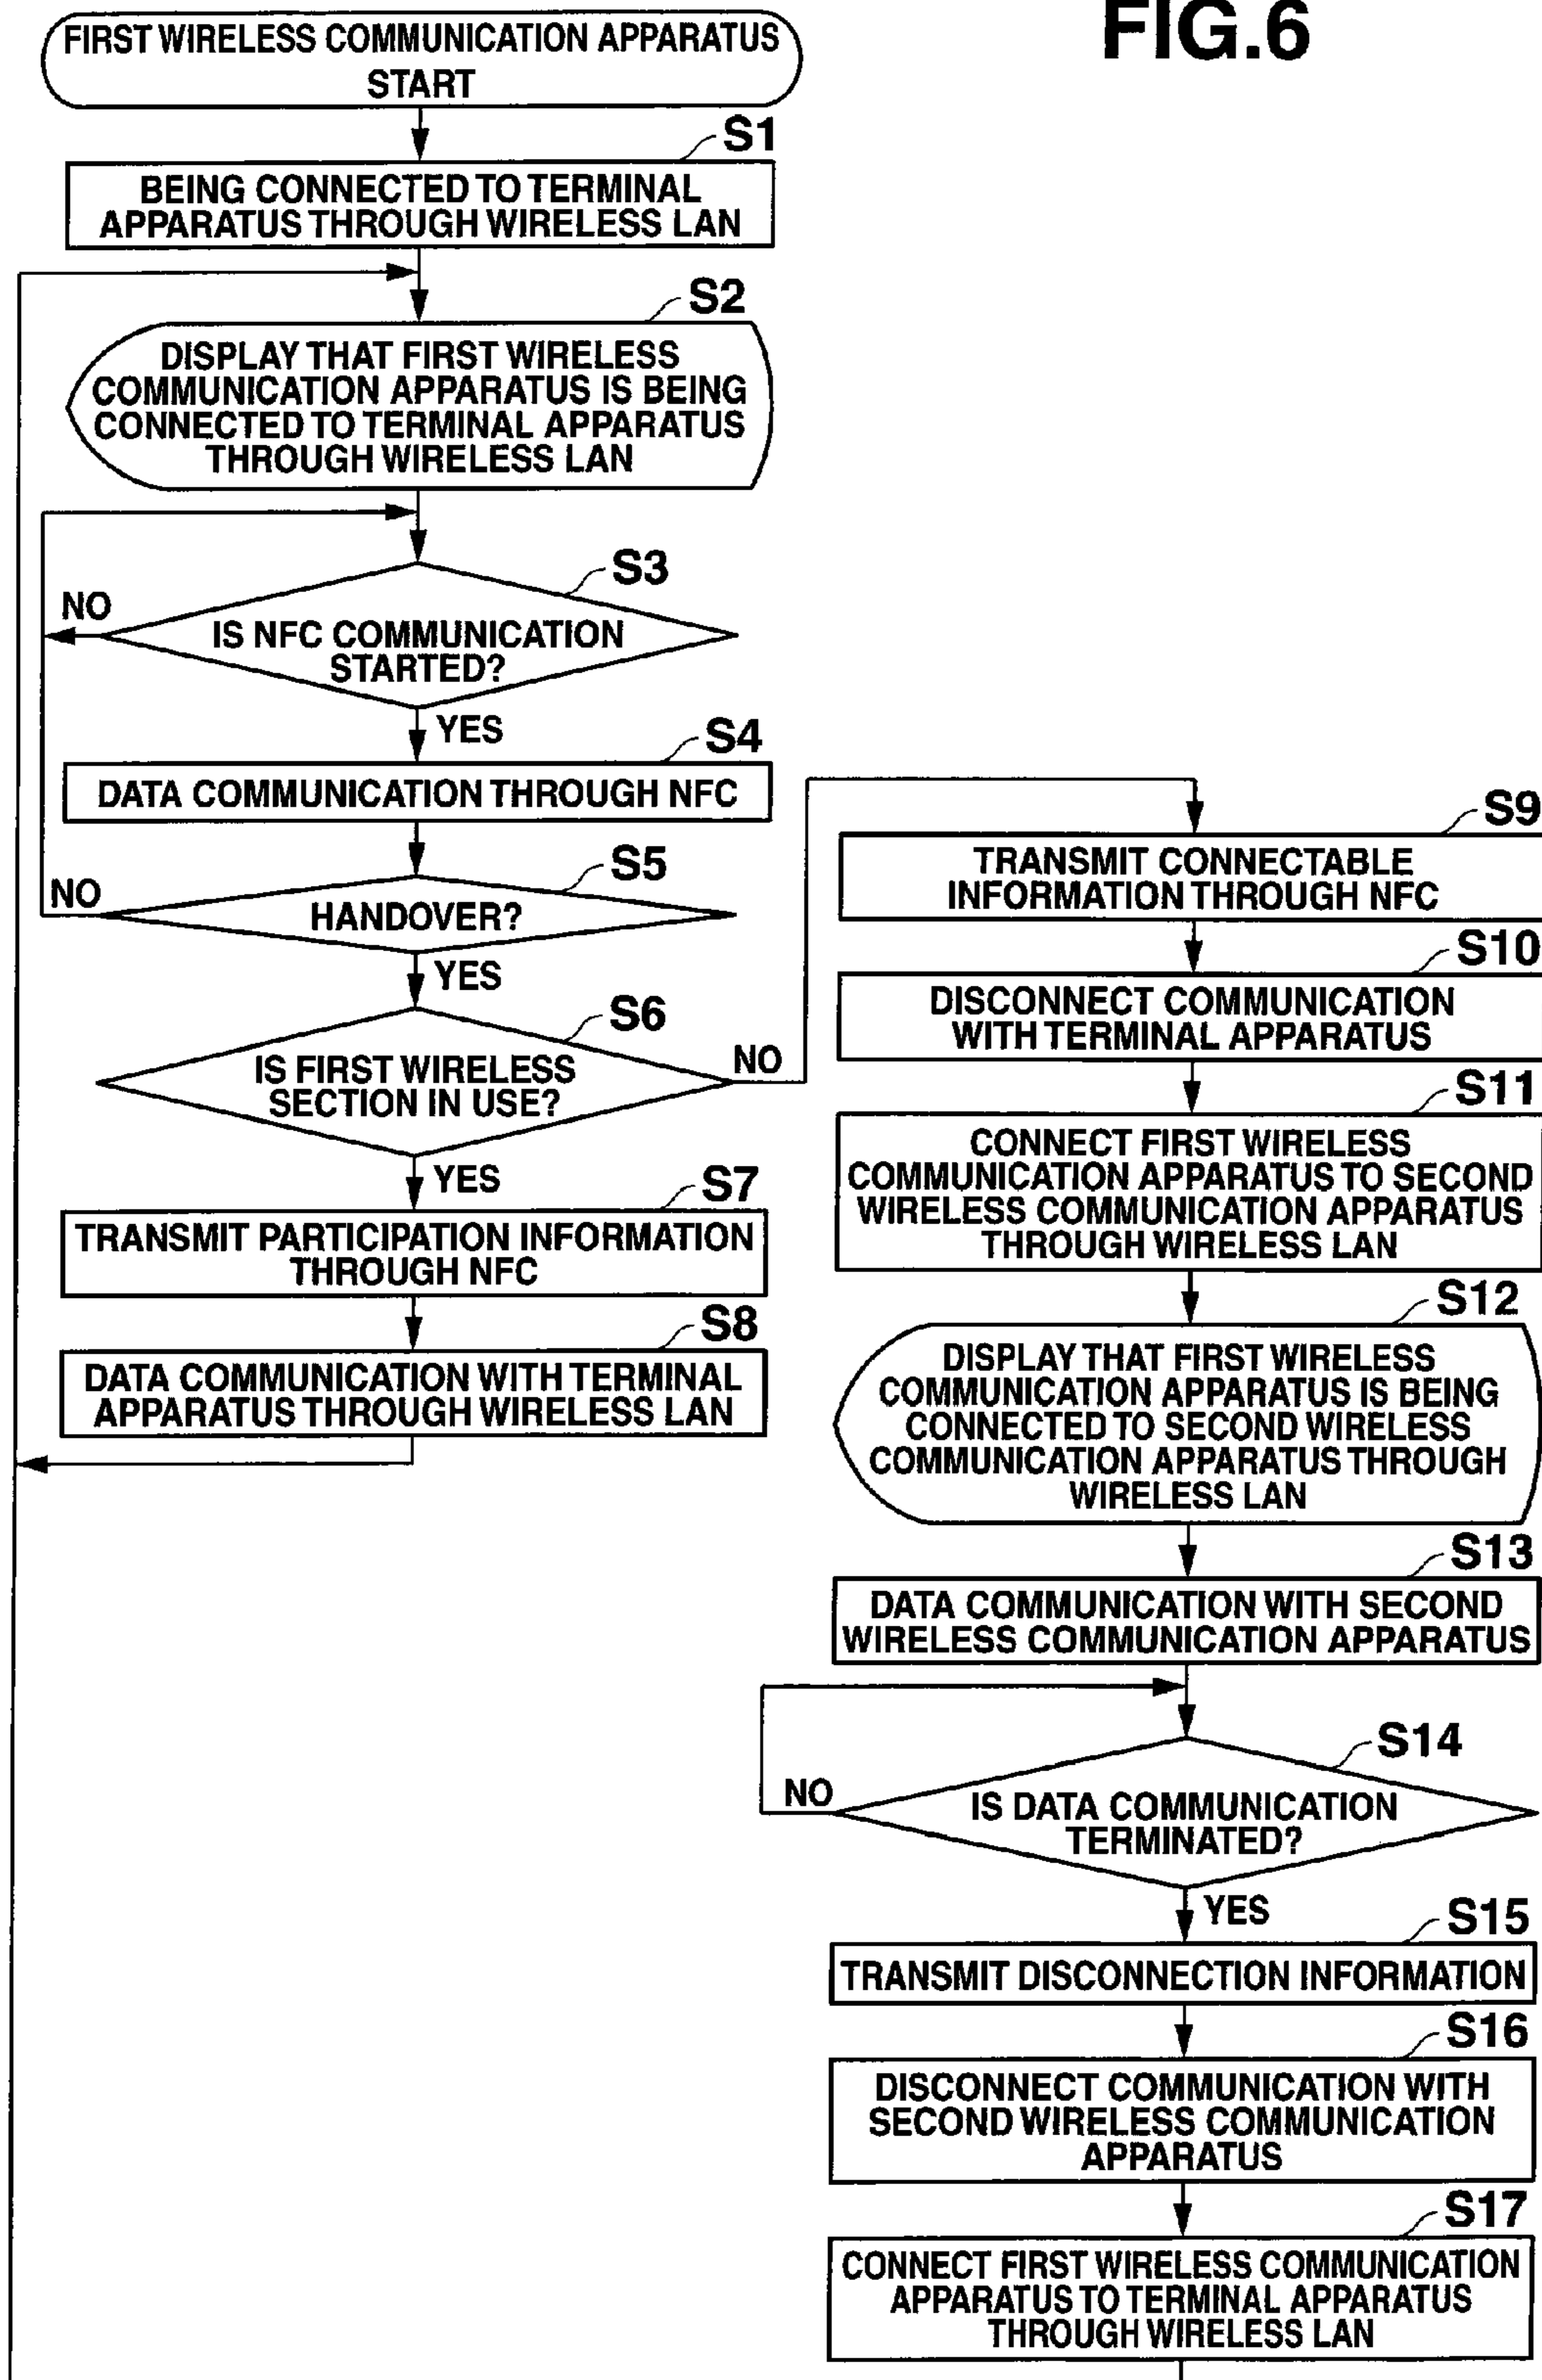 FIG.6
FIRST WIRELESS COMMUNICATION APPARATUS
START
S1
BEING CONNECTED TO TERMINAL
APPARATUS THROUGH WIRELESS LAN
S2
DISPLAY THAT FIRST WIRELESS
COMMUNICATION APPARATUS IS BEING
CONNECTED TO TERMINAL APPARATUS
THROUGH WIRELESS LAN
S3
NO
IS NFC COMMUNICATION
STARTED?
YES
S4
DATA COMMUNICATION THROUGH NFC
S5
NO
HANDOVER?
YES
S6
IS FIRST WIRELESS
SECTION IN USE?
NO
YES
S7
TRANSMIT PARTICIPATION INFORMATION
THROUGH NFC
S8
DATA COMMUNICATION WITH TERMINAL
APPARATUS THROUGH WIRELESS LAN
S9
TRANSMIT CONNECTABLE
INFORMATION THROUGH NFC
S10
DISCONNECT COMMUNICATION
WITH TERMINAL APPARATUS
S11
CONNECT FIRST WIRELESS
COMMUNICATION APPARATUS TO SECOND
WIRELESS COMMUNICATION APPARATUS
THROUGH WIRELESS LAN
S12
DISPLAY THAT FIRST WIRELESS
COMMUNICATION APPARATUS IS BEING
CONNECTED TO SECOND WIRELESS
COMMUNICATION APPARATUS THROUGH
WIRELESS LAN
S13
DATA COMMUNICATION WITH SECOND
WIRELESS COMMUNICATION APPARATUS
S14
NO
IS DATA COMMUNICATION
TERMINATED?
YES
S15
TRANSMIT DISCONNECTION INFORMATION
S16
DISCONNECT COMMUNICATION WITH
SECOND WIRELESS COMMUNICATION
APPARATUS
S17
CONNECT FIRST WIRELESS COMMUNICATION
APPARATUS TO TERMINAL APPARATUS
THROUGH WIRELESS LAN